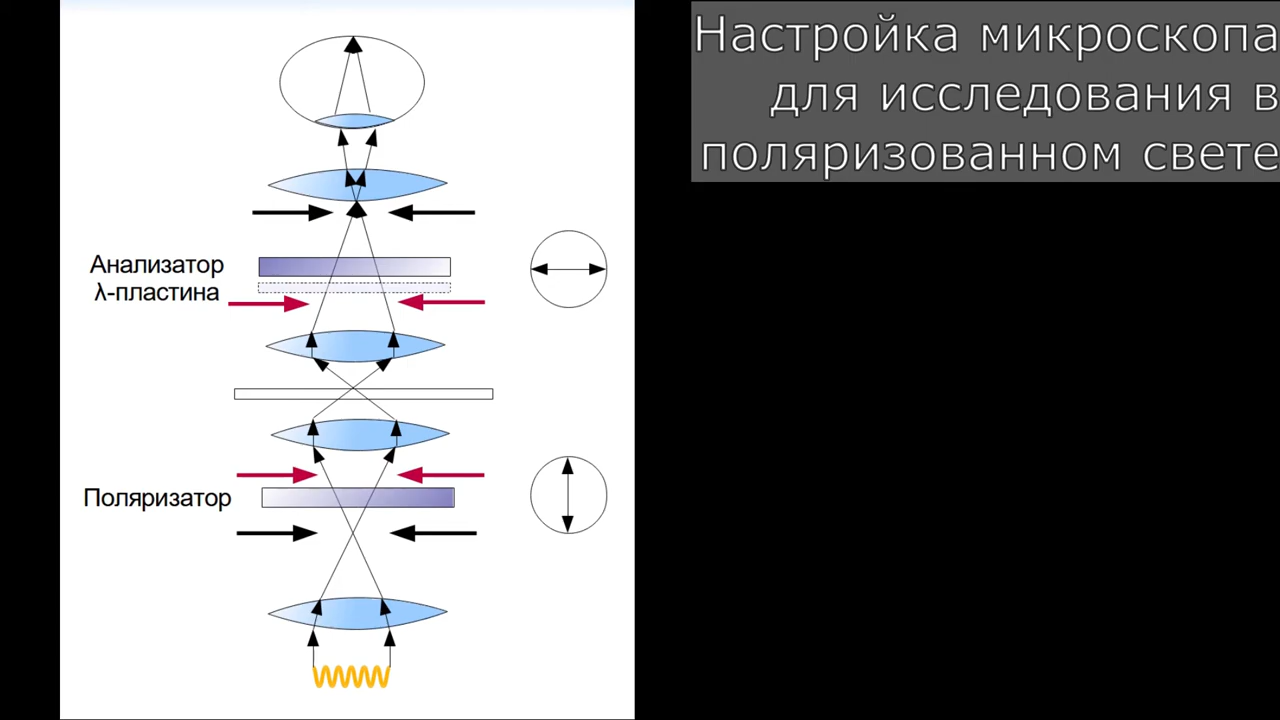 Настройка микроскопа
для исследования в
поляризованном свете
Анализатор
λ-пластина
Поляризатор